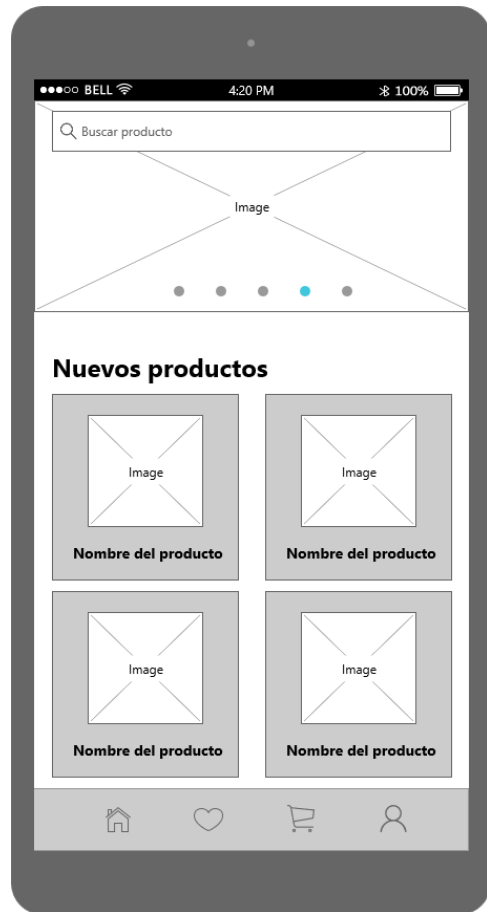 BELL 4:20 PM 100%
Buscar producto
Image
Nuevos productos
Image Image
Nombre del producto Nombre del producto
Image Image
Nombre del producto Nombre del producto